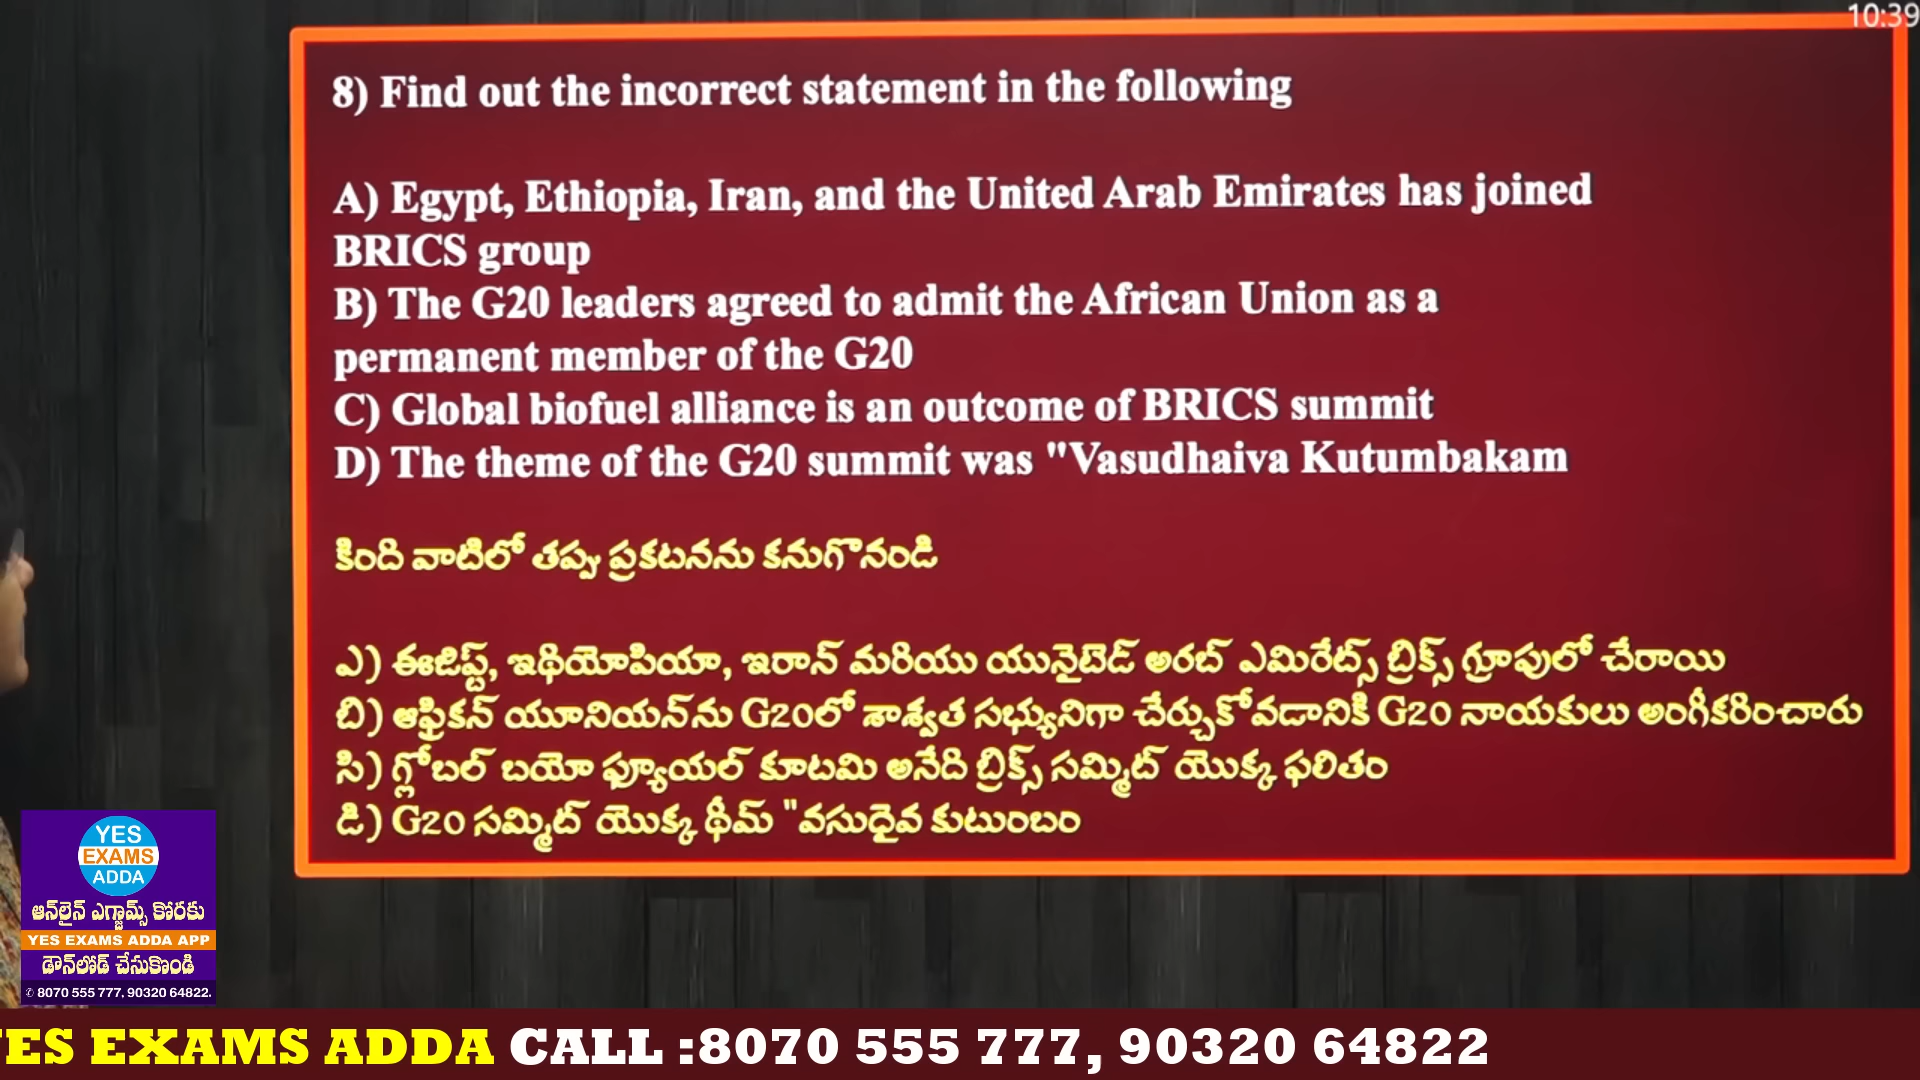 10:39
8) Find out the incorrect statement in the following
A) Egypt, Ethiopia, Iran, and the United Arab Emirates has joined
BRICS group
B) The G20 leaders agreed to admit the African Union as a
permanent member of the G20
C) Global biofuel alliance is an outcome of BRICS summit
D) The theme of the G20 summit was "Vasudhaiva Kutumbakam
కింది వాటిలో తప్పు ప్రకటనను కనుగొనండి
ఎ) ఈజిప్ట్, ఇథియోపియా, ఇరాన్ మరియు యునైటెడ్ అరబ్ ఎమిరేట్స్ బ్రిక్స్ గ్రూపులో చేరాయి
బి) ఆఫ్రికన్ యూనియన్‌ను G20లో శాశ్వత సభ్యునిగా చేర్చుకోవడానికి G20 నాయకులు అంగీకరించారు
సి) గ్లోబల్ బయో ఫ్యూయల్ కూటమి అనేది బ్రిక్స్ సమ్మిట్ యొక్క ఫలితం
డి) G20 సమ్మిట్ యొక్క థీమ్ "వసుధైవ కుటుంబం
YES
EXAMS
ADDA
ఆన్‌లైన్ ఎగ్జామ్స్ కోరకు
YES EXAMS ADDA APP
డౌన్‌లోడ్ చేసుకొండి
✆ 8070 555 777, 90320 64822.
YES EXAMS ADDA CALL :8070 555 777, 90320 64822